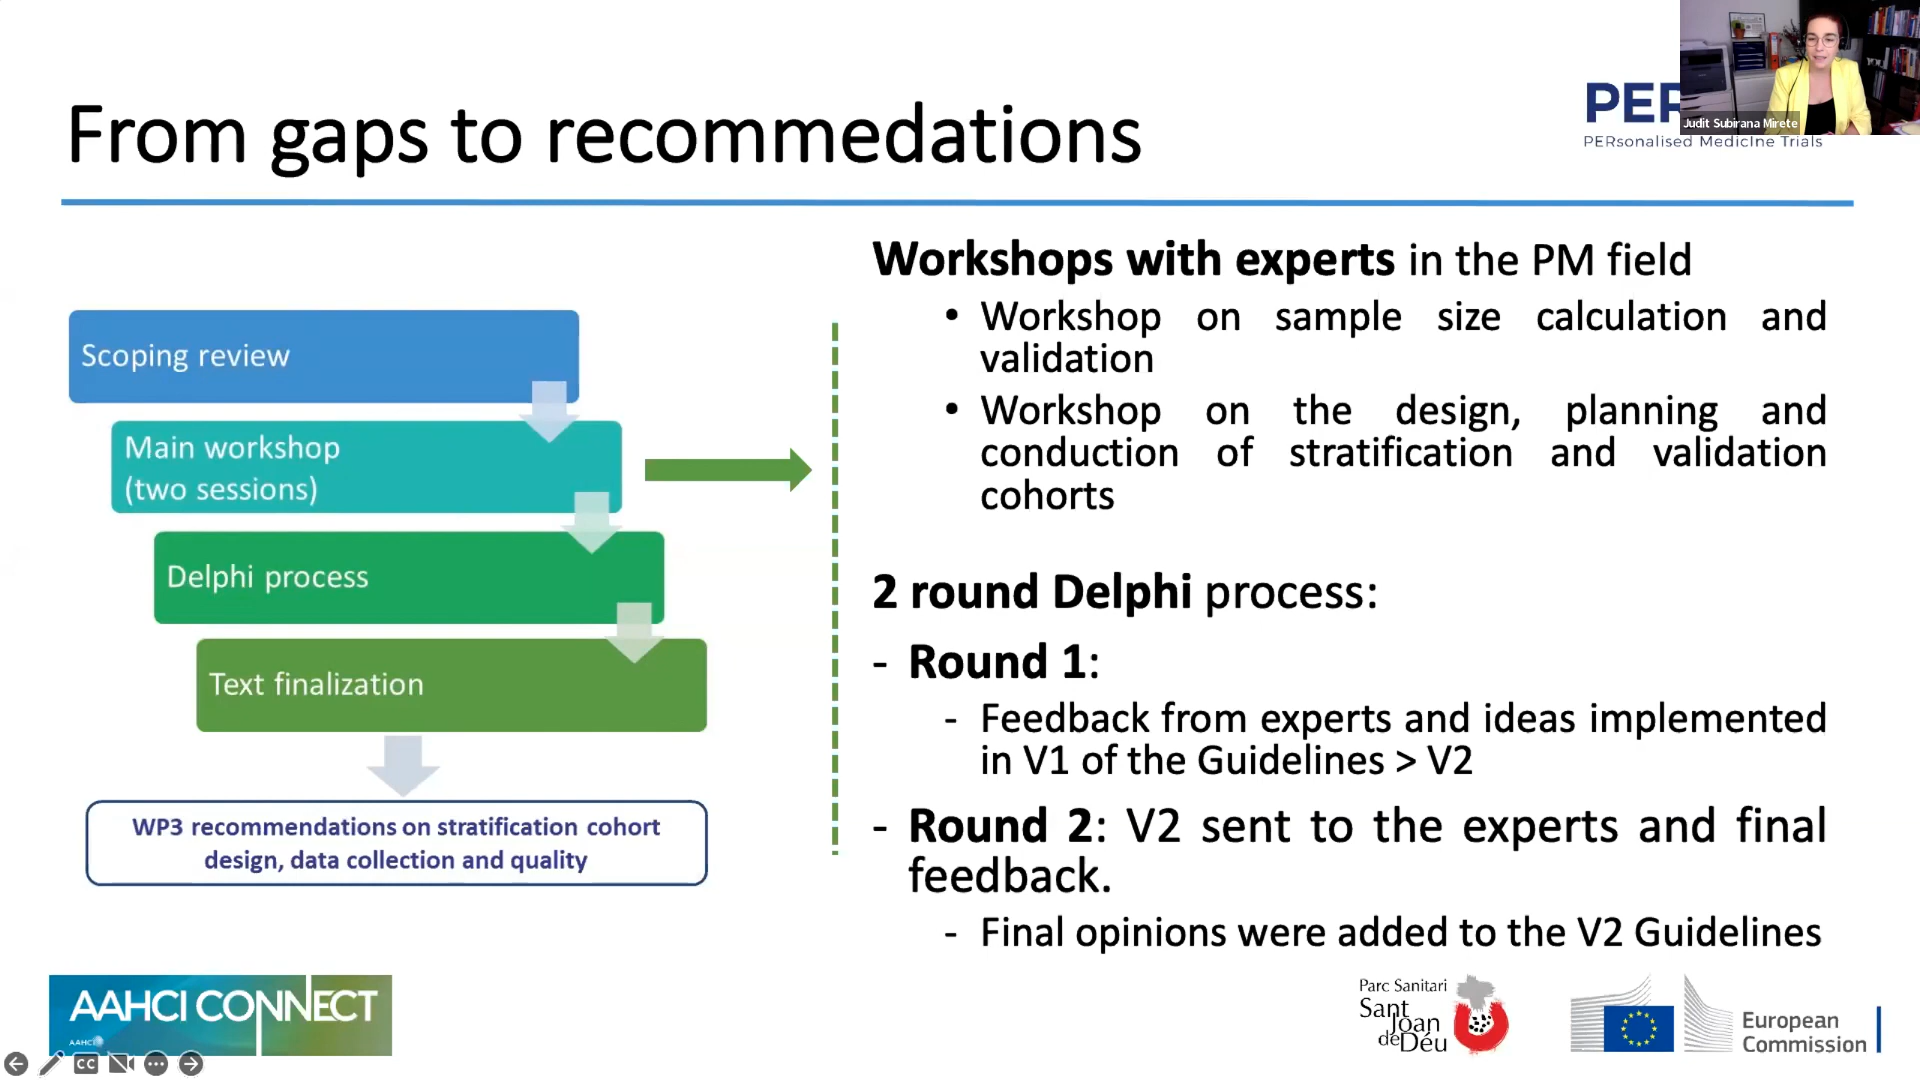 From gaps to recommedations
PER
PERsonalised MedicIne Trials
Judit Subirana Mirete
Scoping review
Main workshop
(two sessions)
Delphi process
Text finalization
WP3 recommendations on stratification cohort
design, data collection and quality
Workshops with experts in the PM field
• Workshop on sample size calculation and
validation
• Workshop on the design, planning and
conduction of stratification and validation
cohorts
2 round Delphi process:
- Round 1:
- Feedback from experts and ideas implemented
in V1 of the Guidelines > V2
- Round 2: V2 sent to the experts and final
feedback.
- Final opinions were added to the V2 Guidelines
AAHCI CONNECT
AAHCI
CC
Parc Sanitari
Sant
Joan
de Déu
European
Commission